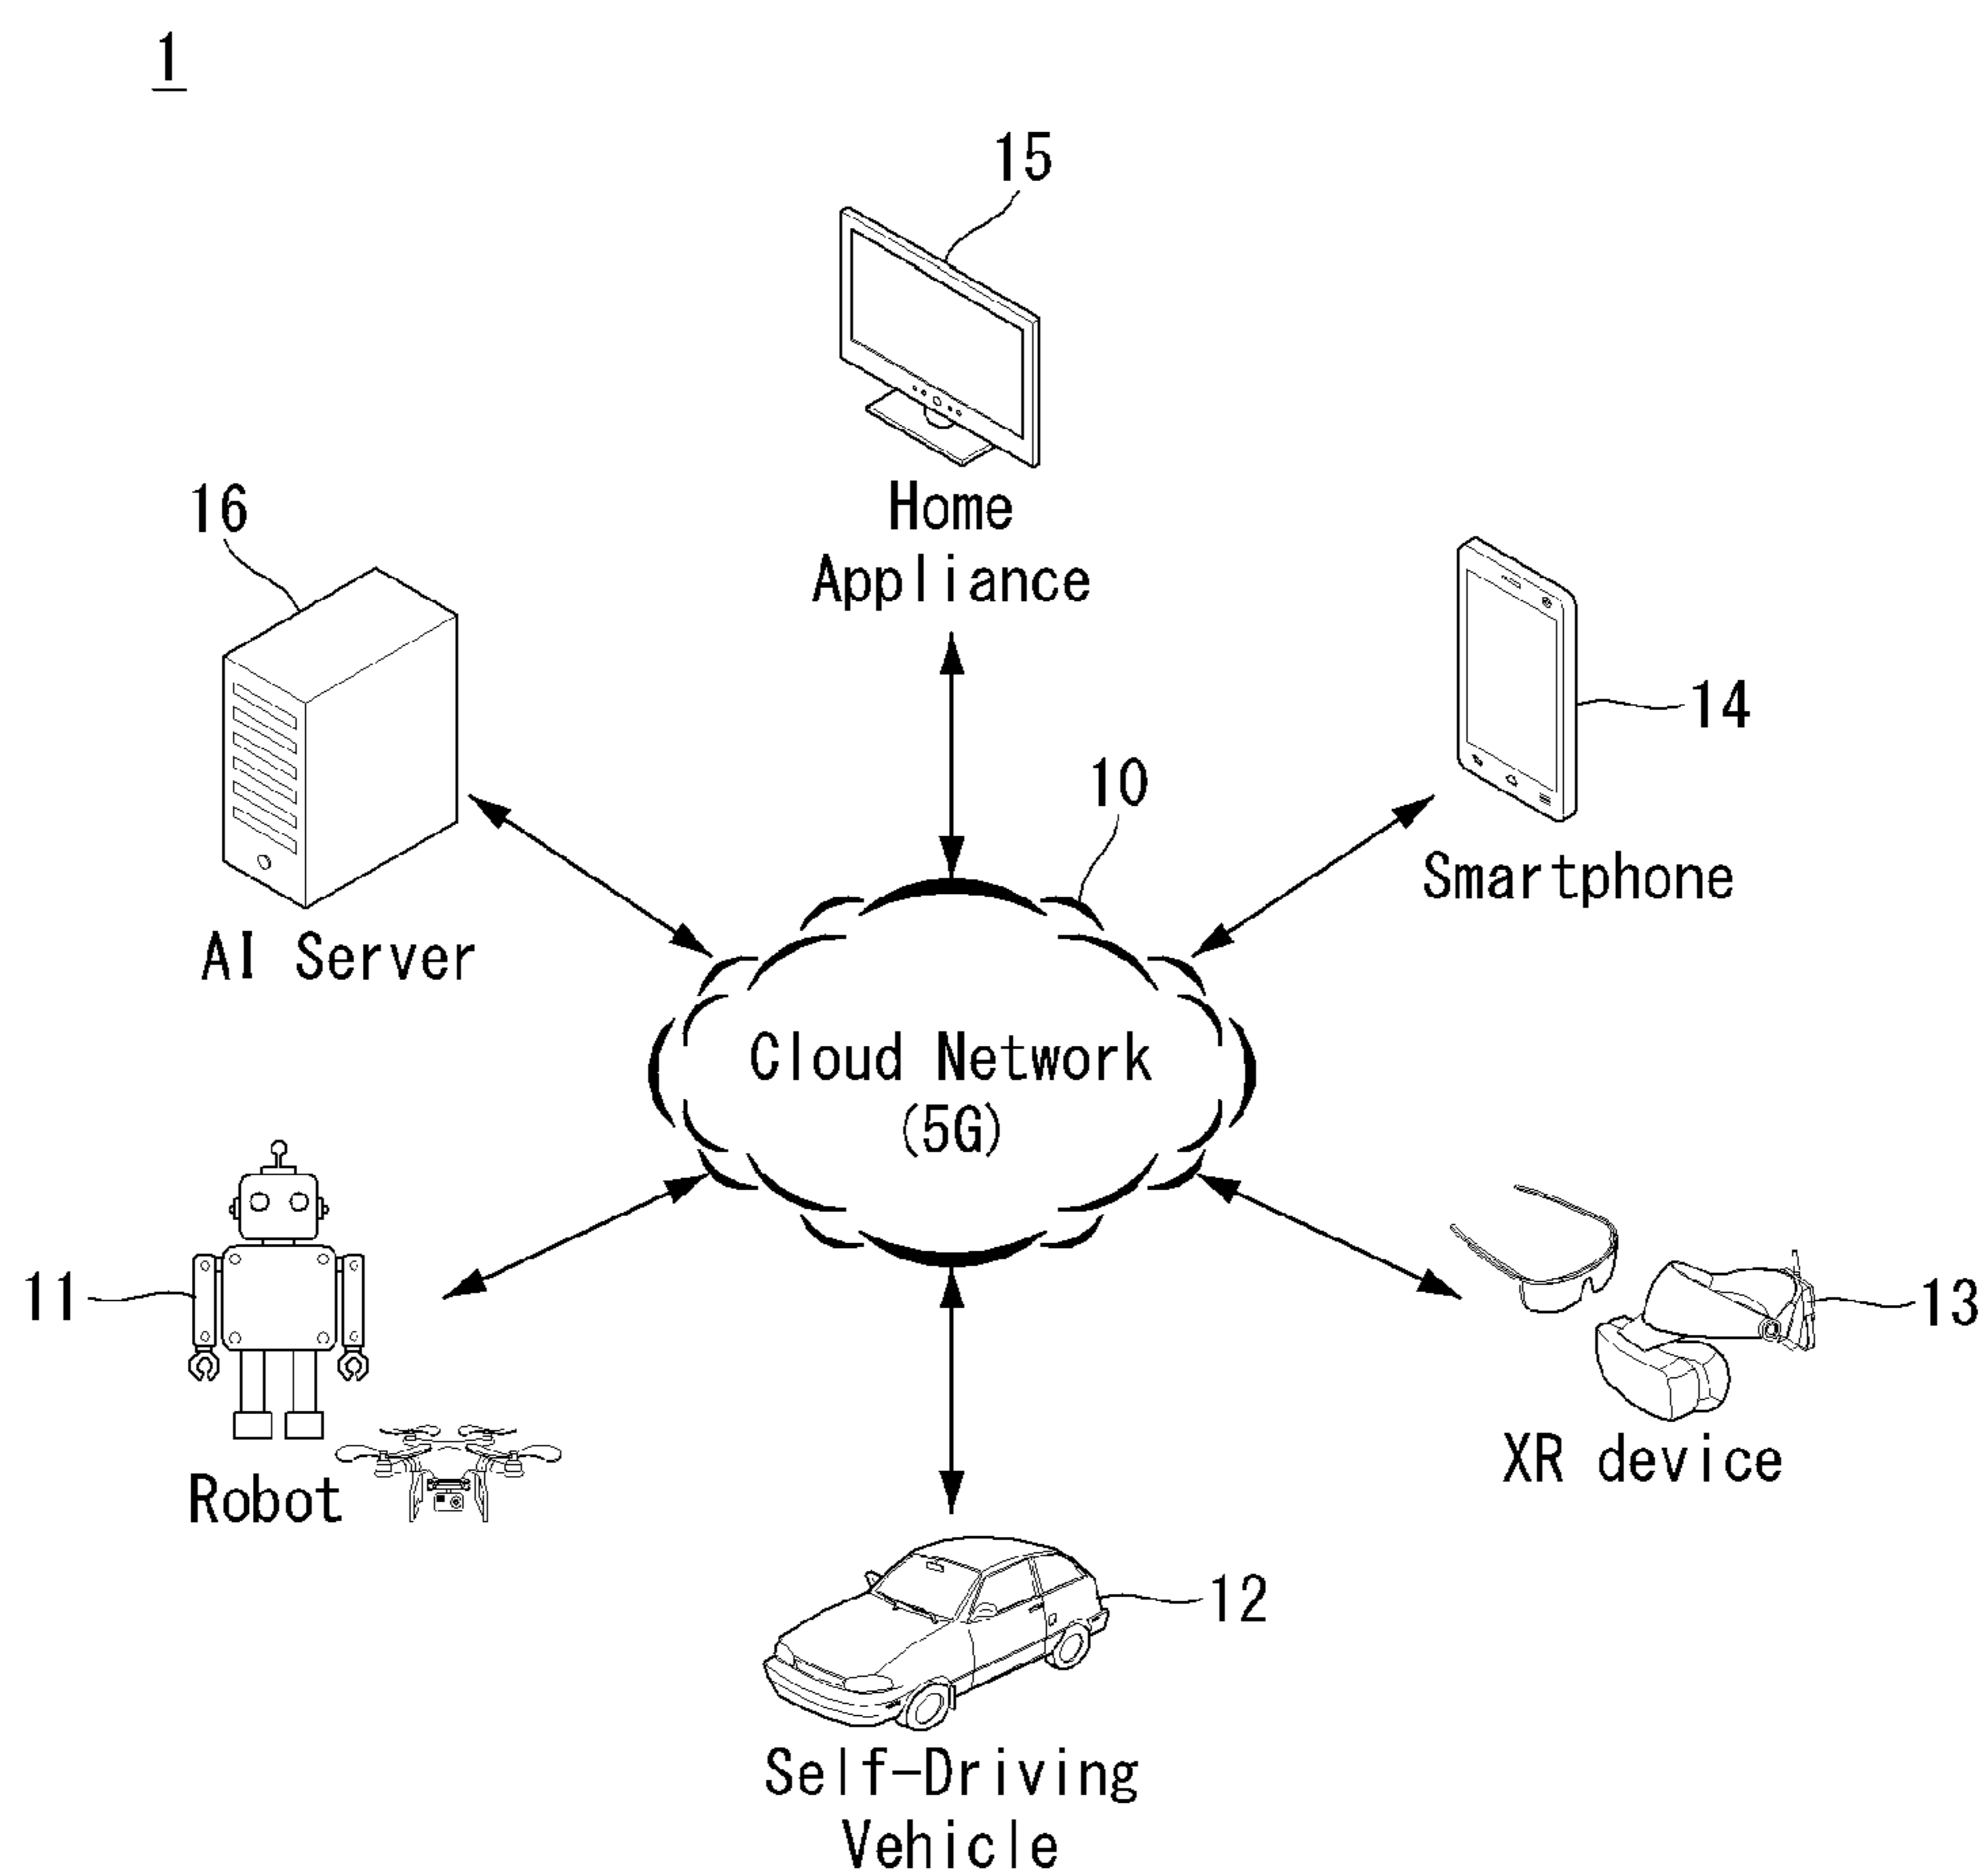 1
15
Home
Appliance
16
AI Server
14
Smartphone
10
Cloud Network
(5G)
11
Robot
13
XR device
12
Self-Driving
Vehicle